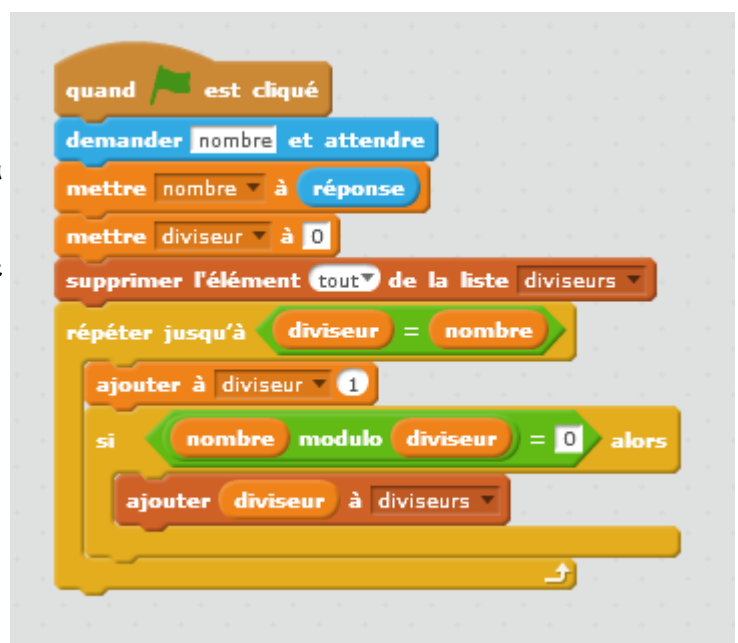 quand est cliqué
demander nombre et attendre
mettre nombre à réponse
mettre diviseur à 0
supprimer l'élément tout de la liste diviseurs
répéter jusqu'à diviseur = nombre
ajouter à diviseur 1
si nombre modulo diviseur = 0 alors
ajouter diviseur à diviseurs